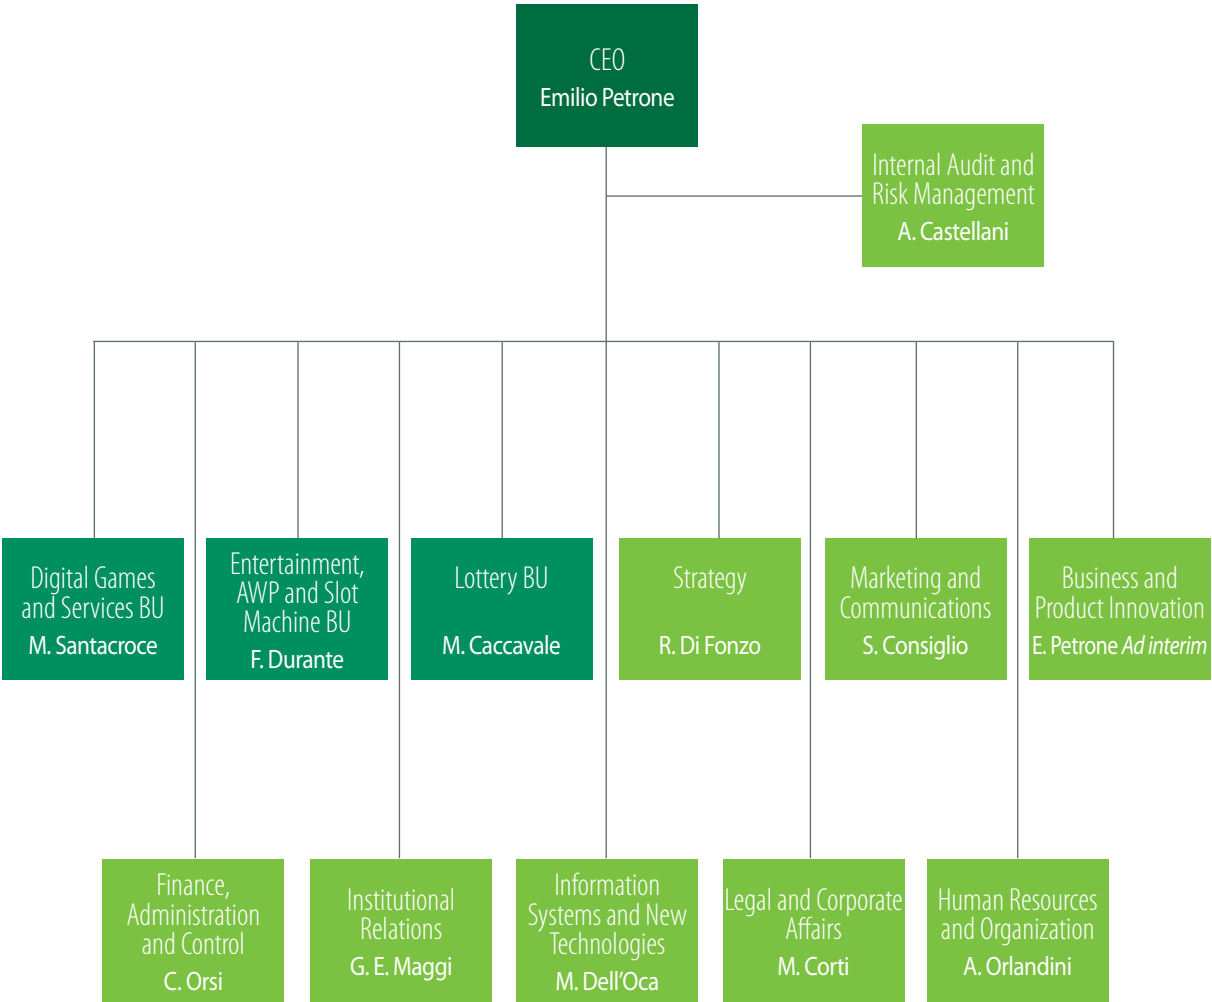 CEO
Emilio Petrone
Internal Audit and
Risk Management
A. Castellani
Digital Games
and Services BU
M. Santacroce
Entertainment,
AWP and Slot
Machine BU
F. Durante
Lottery BU
M. Caccavale
Strategy
R. Di Fonzo
Marketing and
Communications
S. Consiglio
Business and
Product Innovation
E. Petrone Ad interim
Finance,
Administration
and Control
C. Orsi
Institutional
Relations
G. E. Maggi
Information
Systems and New
Technologies
M. Dell’Oca
Legal and Corporate
Affairs
M. Corti
Human Resources
and Organization
A. Orlandini